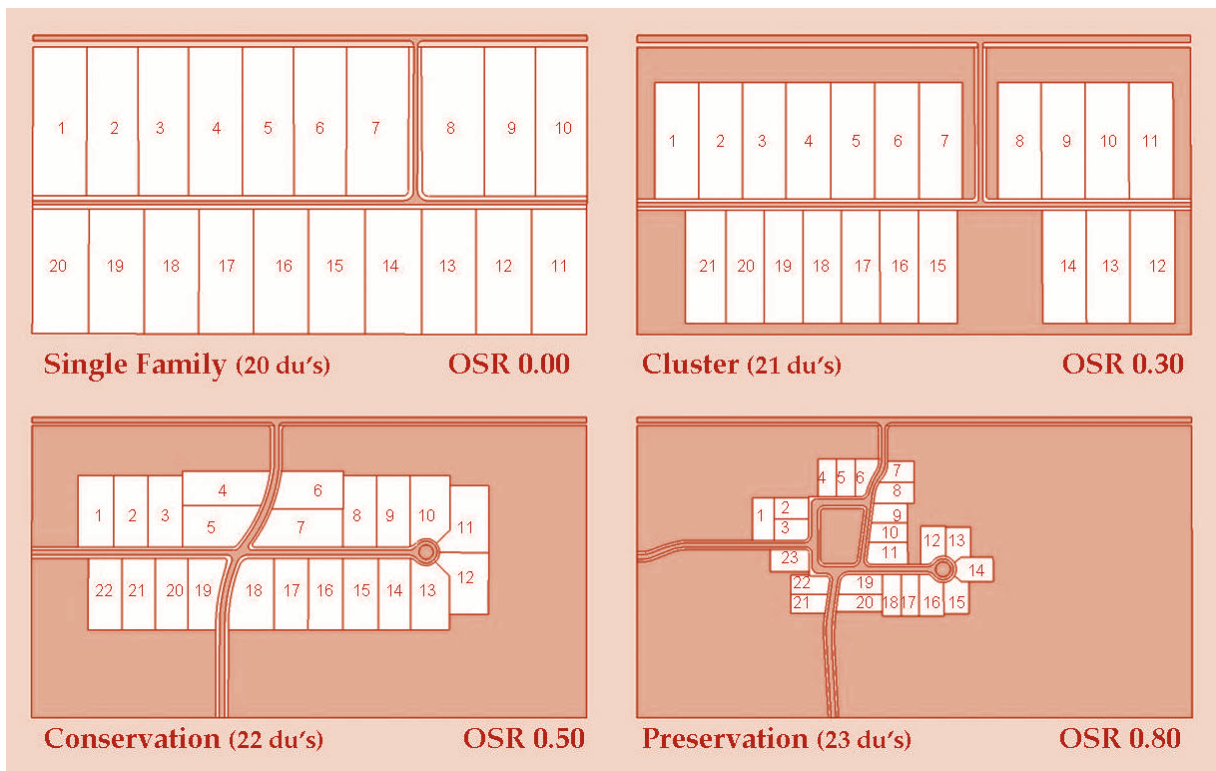 1 2 3 4 5 6 7 8 9 10
20 19 18 17 16 15 14 13 12 11
Single Family (20 du's) OSR 0.00
1 2 3 4 5 6 7 8 9 10 11
21 20 19 18 17 16 15 14 13 12
Cluster (21 du's) OSR 0.30
4 6
1 2 3 5 7 8 9 10 11
22 21 20 19 18 17 16 15 14 13 12
Conservation (22 du's) OSR 0.50
4 5 6 7
8
1 2 9
3 10 12 13
23 11 14
22 19
21 20 18 17 16 15
Preservation (23 du's) OSR 0.80